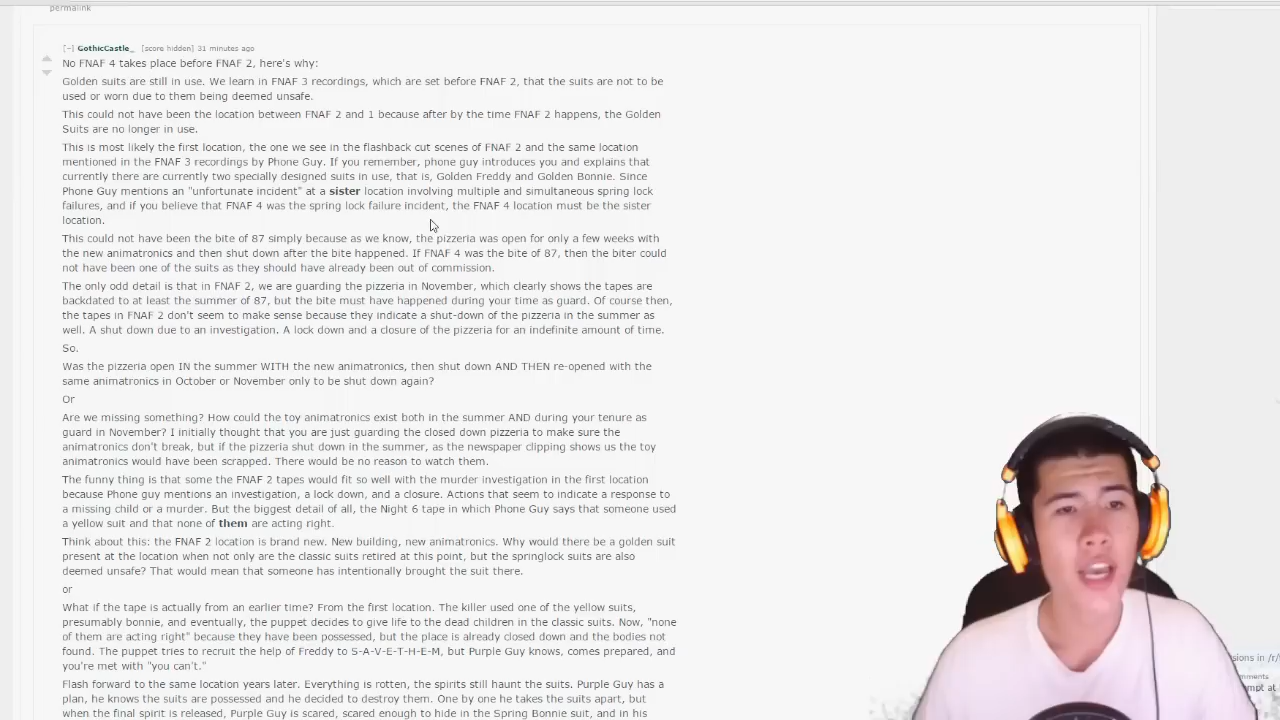 permalink
[-] GothicCastle_ [score hidden] 31 minutes ago
No FNAF 4 takes place before FNAF 2, here's why:
Golden suits are still in use. We learn in FNAF 3 recordings, which are set before FNAF 2, that the suits are not to be
used or worn due to them being deemed unsafe.
This could not have been the location between FNAF 2 and 1 because after by the time FNAF 2 happens, the Golden
Suits are no longer in use.
This is most likely the first location, the one we see in the flashback cut scenes of FNAF 2 and the same location
mentioned in the FNAF 3 recordings by Phone Guy. If you remember, phone guy introduces you and explains that
currently there are currently two specially designed suits in use, that is, Golden Freddy and Golden Bonnie. Since
Phone Guy mentions an "unfortunate incident" at a sister location involving multiple and simultaneous spring lock
failures, and if you believe that FNAF 4 was the spring lock failure incident, the FNAF 4 location must be the sister
location.
This could not have been the bite of 87 simply because as we know, the pizzeria was open for only a few weeks with
the new animatronics and then shut down after the bite happened. If FNAF 4 was the bite of 87, then the biter could
not have been one of the suits as they should have already been out of commission.
The only odd detail is that in FNAF 2, we are guarding the pizzeria in November, which clearly shows the tapes are
backdated to at least the summer of 87, but the bite must have happened during your time as guard. Of course then,
the tapes in FNAF 2 don't seem to make sense because they indicate a shut-down of the pizzeria in the summer as
well. A shut down due to an investigation. A lock down and a closure of the pizzeria for an indefinite amount of time.
So.
Was the pizzeria open IN the summer WITH the new animatronics, then shut down AND THEN re-opened with the
same animatronics in October or November only to be shut down again?
Or
Are we missing something? How could the toy animatronics exist both in the summer AND during your tenure as
guard in November? I initially thought that you are just guarding the closed down pizzeria to make sure the
animatronics don't break, but if the pizzeria shut down in the summer, as the newspaper clipping shows us the toy
animatronics would have been scrapped. There would be no reason to watch them.
The funny thing is that some the FNAF 2 tapes would fit so well with the murder investigation in the first location
because Phone guy mentions an investigation, a lock down, and a closure. Actions that seem to indicate a response to
a missing child or a murder. But the biggest detail of all, the Night 6 tape in which Phone Guy says that someone used
a yellow suit and that none of them are acting right.
Think about this: the FNAF 2 location is brand new. New building, new animatronics. Why would there be a golden suit
present at the location when not only are the classic suits retired at this point, but the springlock suits are also
deemed unsafe? That would mean that someone has intentionally brought the suit there.
or
What if the tape is actually from an earlier time? From the first location. The killer used one of the yellow suits,
presumably bonnie, and eventually, the puppet decides to give life to the dead children in the classic suits. Now, "none
of them are acting right" because they have been possessed, but the place is already closed down and the bodies not
found. The puppet tries to recruit the help of Freddy to S-A-V-E-T-H-E-M, but Purple Guy knows, comes prepared, and
you're met with "you can't."
Flash forward to the same location years later. Everything is rotten, the spirits still haunt the suits. Purple Guy has a
plan, he knows the suits are possessed and he decided to destroy them. One by one he takes the suits apart, but
when the final spirit is released, Purple Guy is scared, scared enough to hide in the Spring Bonnie suit, and in his